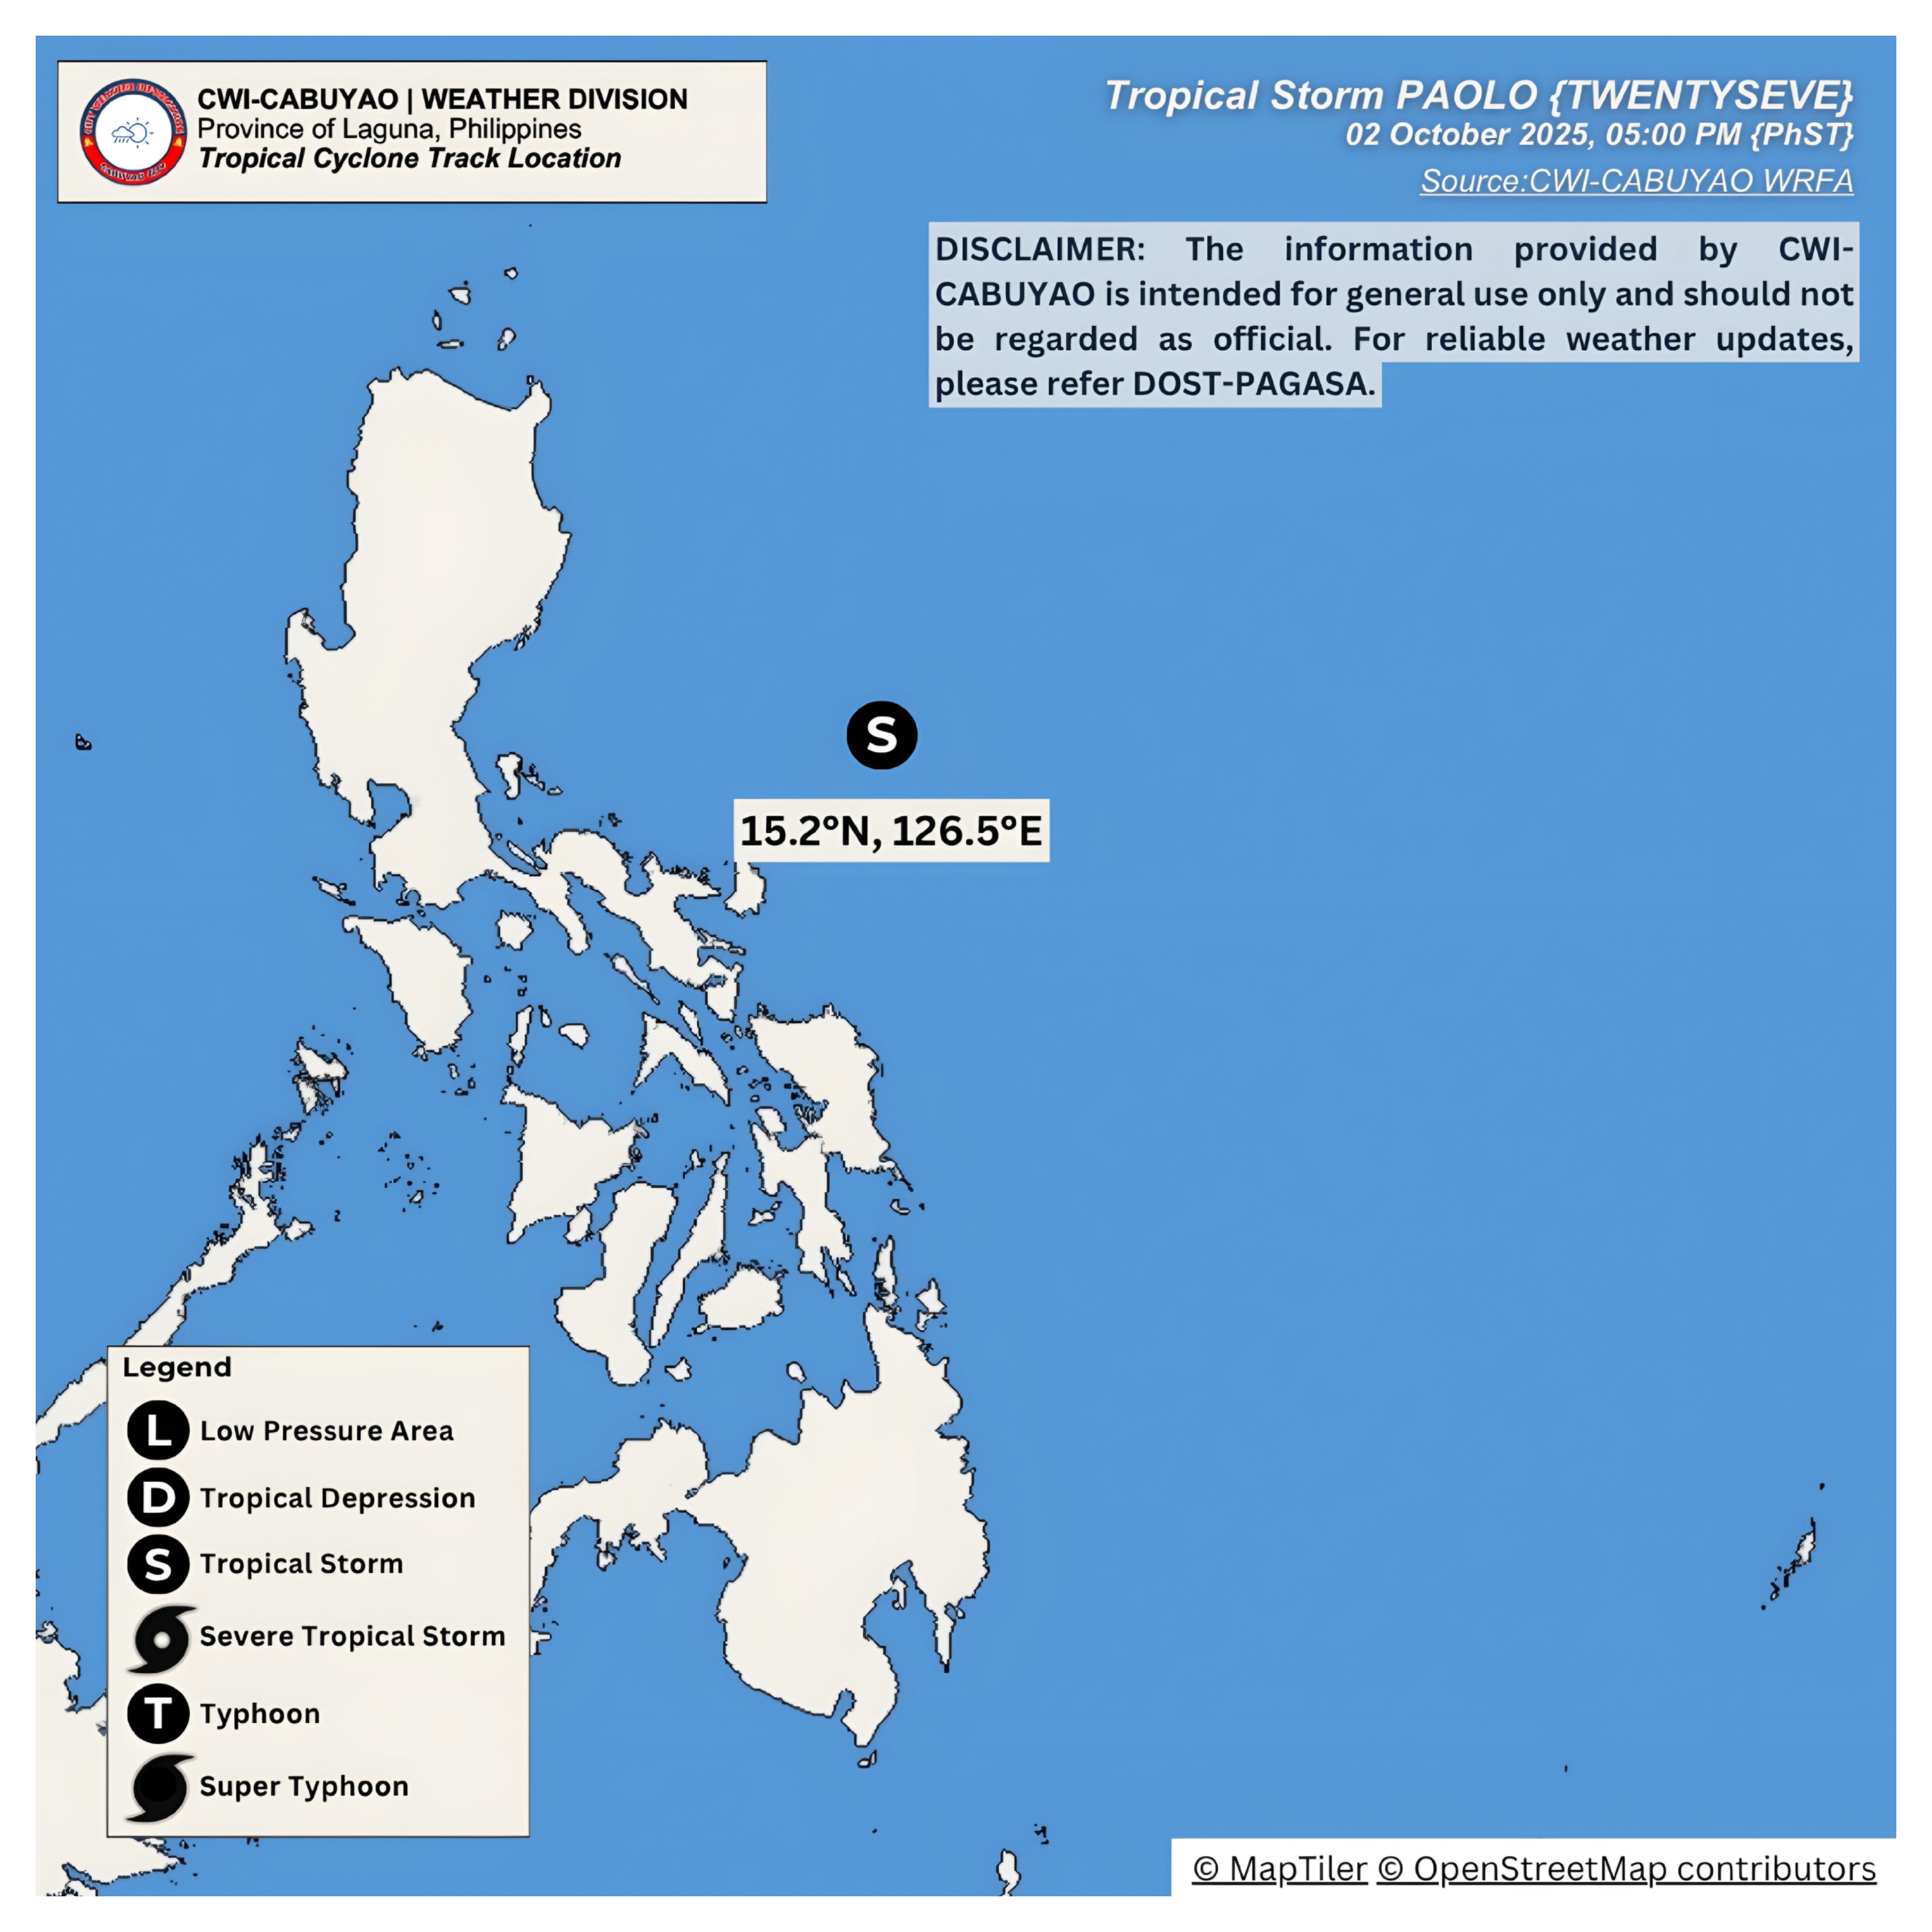 CWI-CABUYAO | WEATHER DIVISION
Province of Laguna, Philippines
Tropical Cyclone Track Location
Tropical Storm PAOLO {TWENTYSEVE}
02 October 2025, 05:00 PM {PhST}
Source:CWI-CABUYAO WRFA
DISCLAIMER: The information provided by CWI-
CABUYAO is intended for general use only and should not
be regarded as official. For reliable weather updates,
please refer DOST-PAGASA.
S
15.2°N, 126.5°E
Legend
L Low Pressure Area
D Tropical Depression
S Tropical Storm
Severe Tropical Storm
T Typhoon
Super Typhoon
© MapTiler © OpenStreetMap contributors